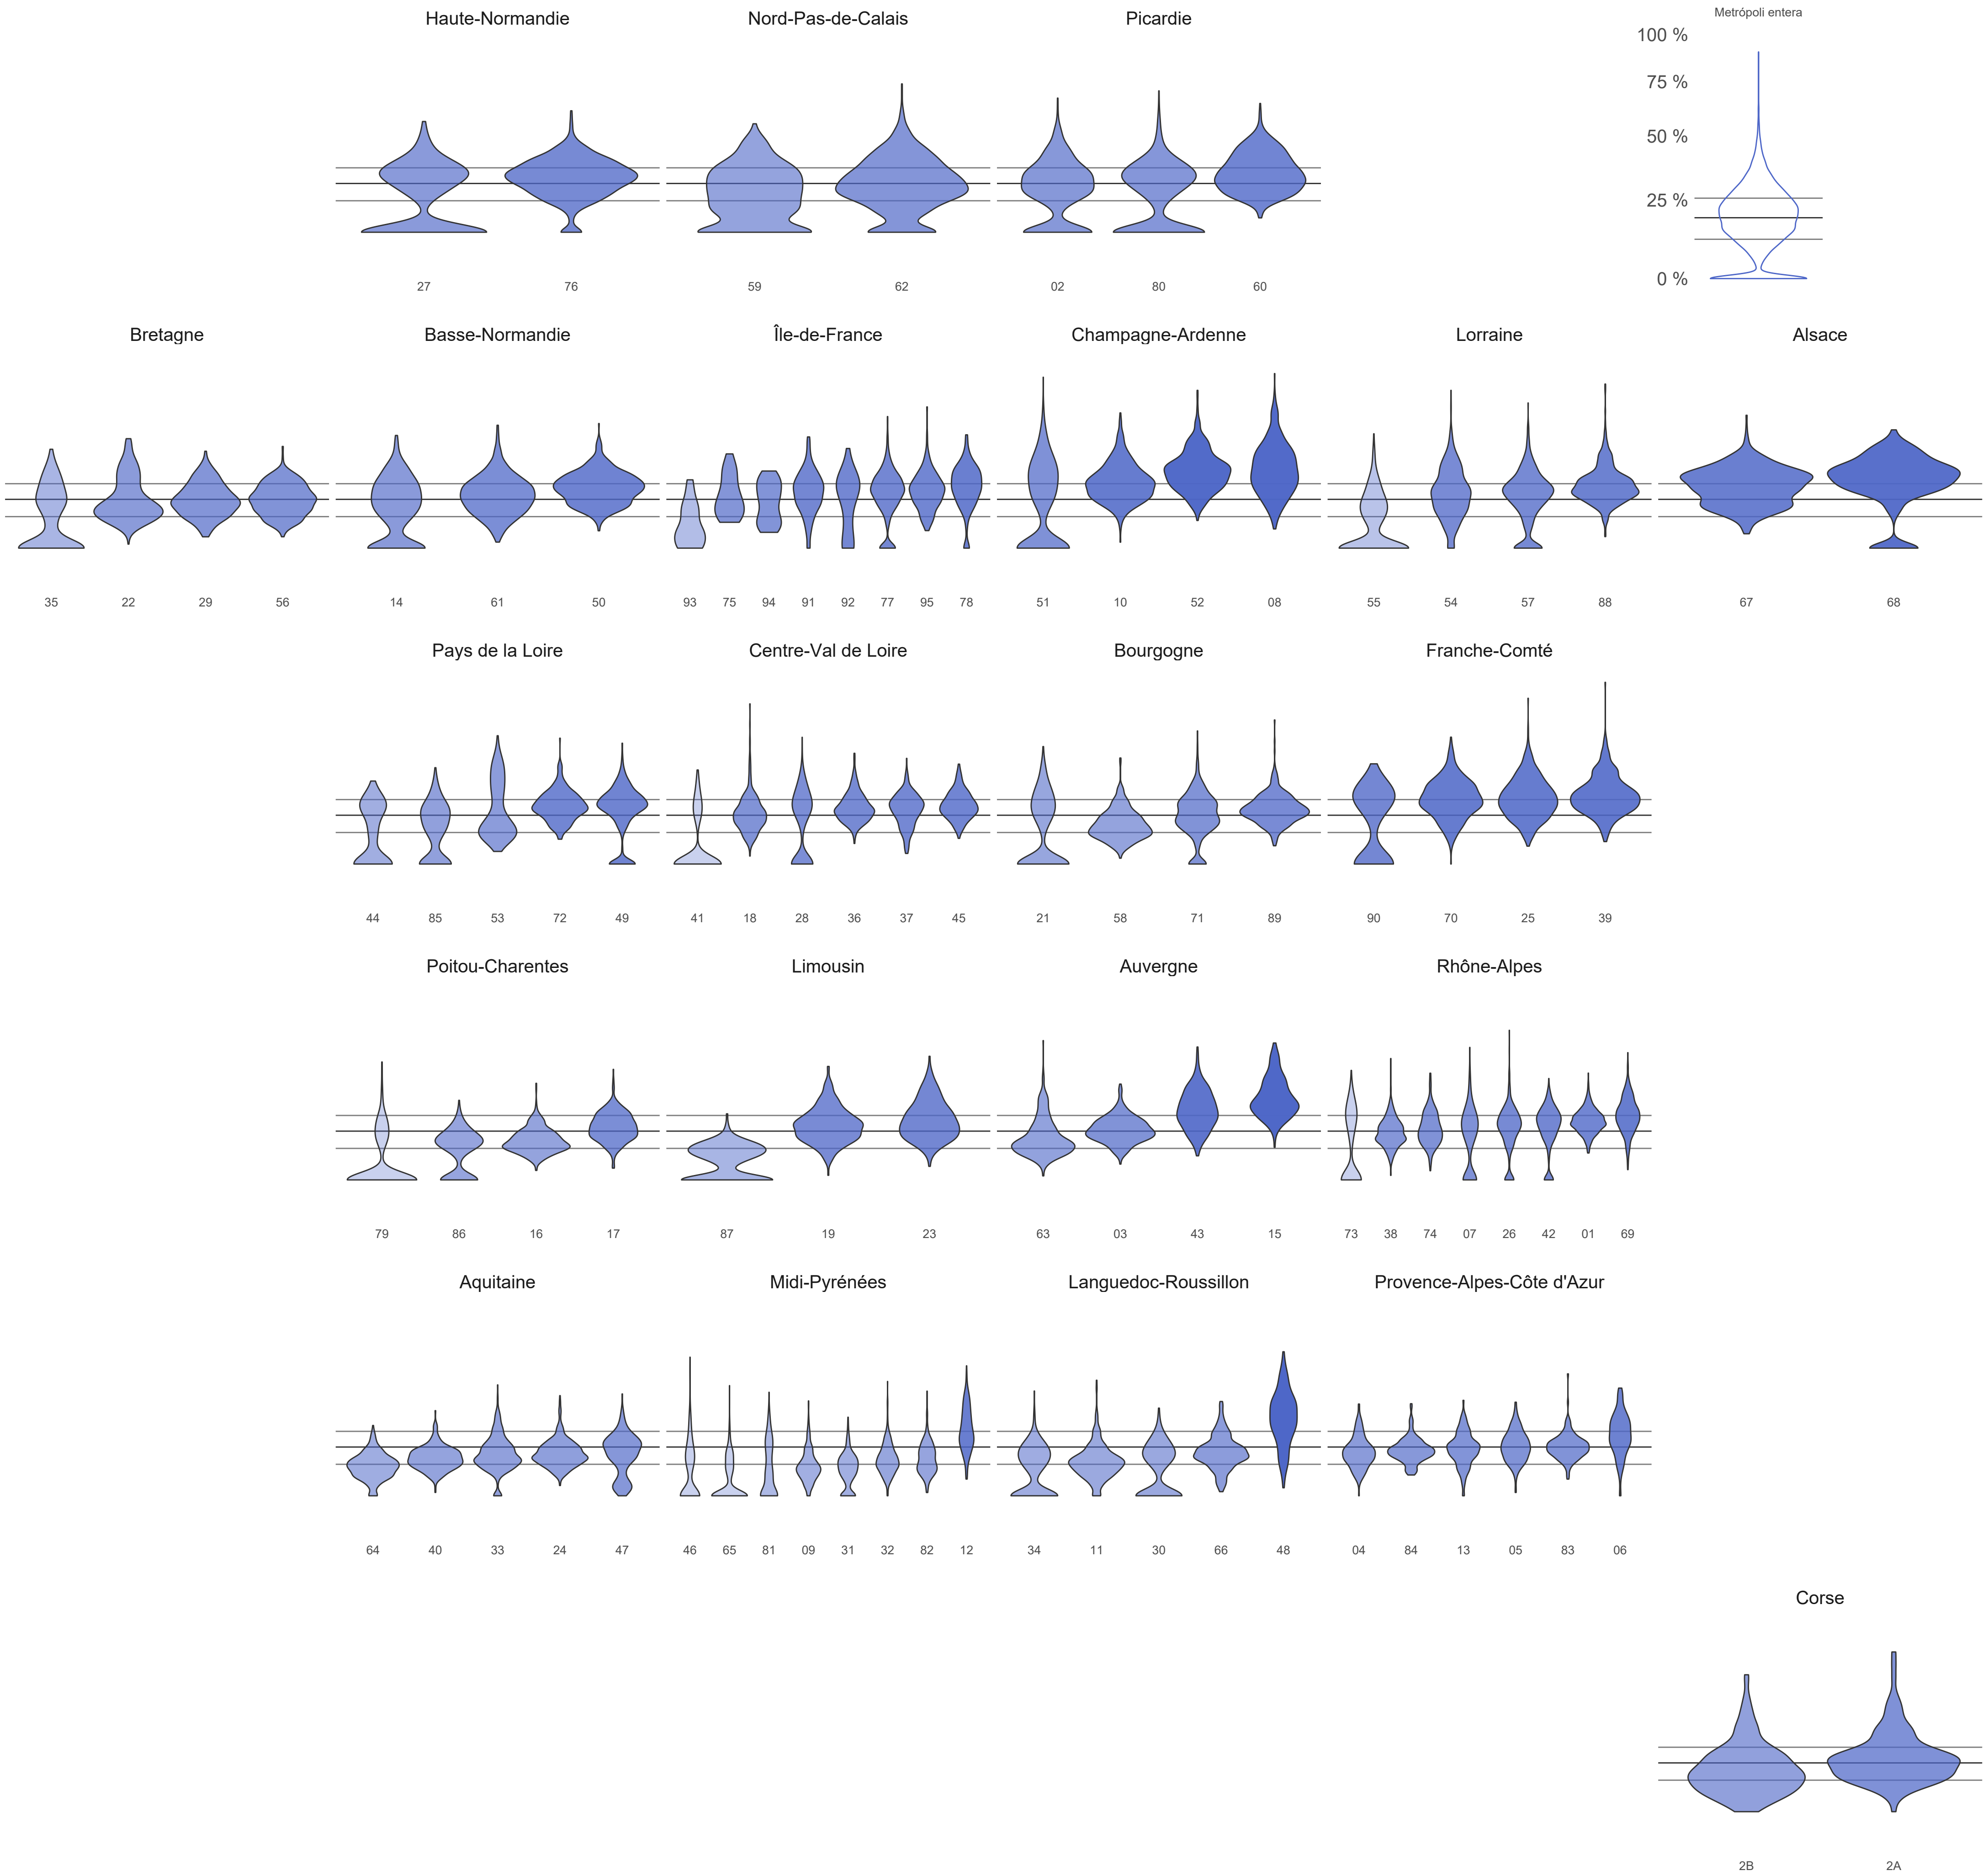 Haute-Normandie
Nord-Pas-de-Calais
Picardie
Metrópoli entera
100 %
75 %
50 %
25 %
0 %
27 76
59 62
02 80 60
Bretagne
Basse-Normandie
Île-de-France
Champagne-Ardenne
Lorraine
Alsace
35 22 29 56
14 61 50
93 75 94 91 92 77 95 78
51 10 52 08
55 54 57 88
67 68
Pays de la Loire
Centre-Val de Loire
Bourgogne
Franche-Comté
44 85 53 72 49
41 18 28 36 37 45
21 58 71 89
90 70 25 39
Poitou-Charentes
Limousin
Auvergne
Rhône-Alpes
79 86 16 17
87 19 23
63 03 43 15
73 38 74 07 26 42 01 69
Aquitaine
Midi-Pyrénées
Languedoc-Roussillon
Provence-Alpes-Côte d'Azur
64 40 33 24 47
46 65 81 09 31 32 82 12
34 11 30 66 48
04 84 13 05 83 06
Corse
2B 2A